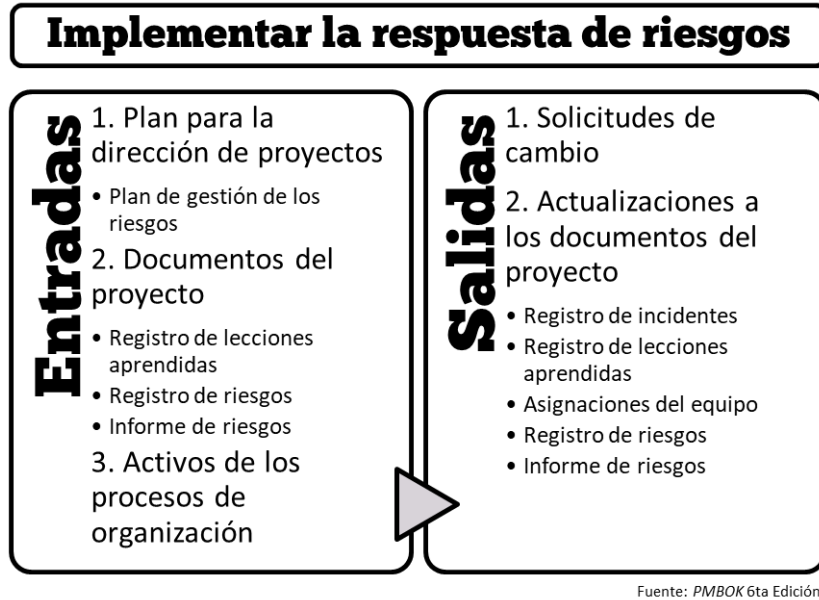 Implementar la respuesta de riesgos
Entradas
1. Plan para la
dirección de proyectos
• Plan de gestión de los
riesgos
2. Documentos del
proyecto
• Registro de lecciones
aprendidas
• Registro de riesgos
• Informe de riesgos
3. Activos de los
procesos de
organización
Salidas
1. Solicitudes de
cambio
2. Actualizaciones a
los documentos del
proyecto
• Registro de incidentes
• Registro de lecciones
aprendidas
• Asignaciones del equipo
• Registro de riesgos
• Informe de riesgos
Fuente: PMBOK 6ta Edición